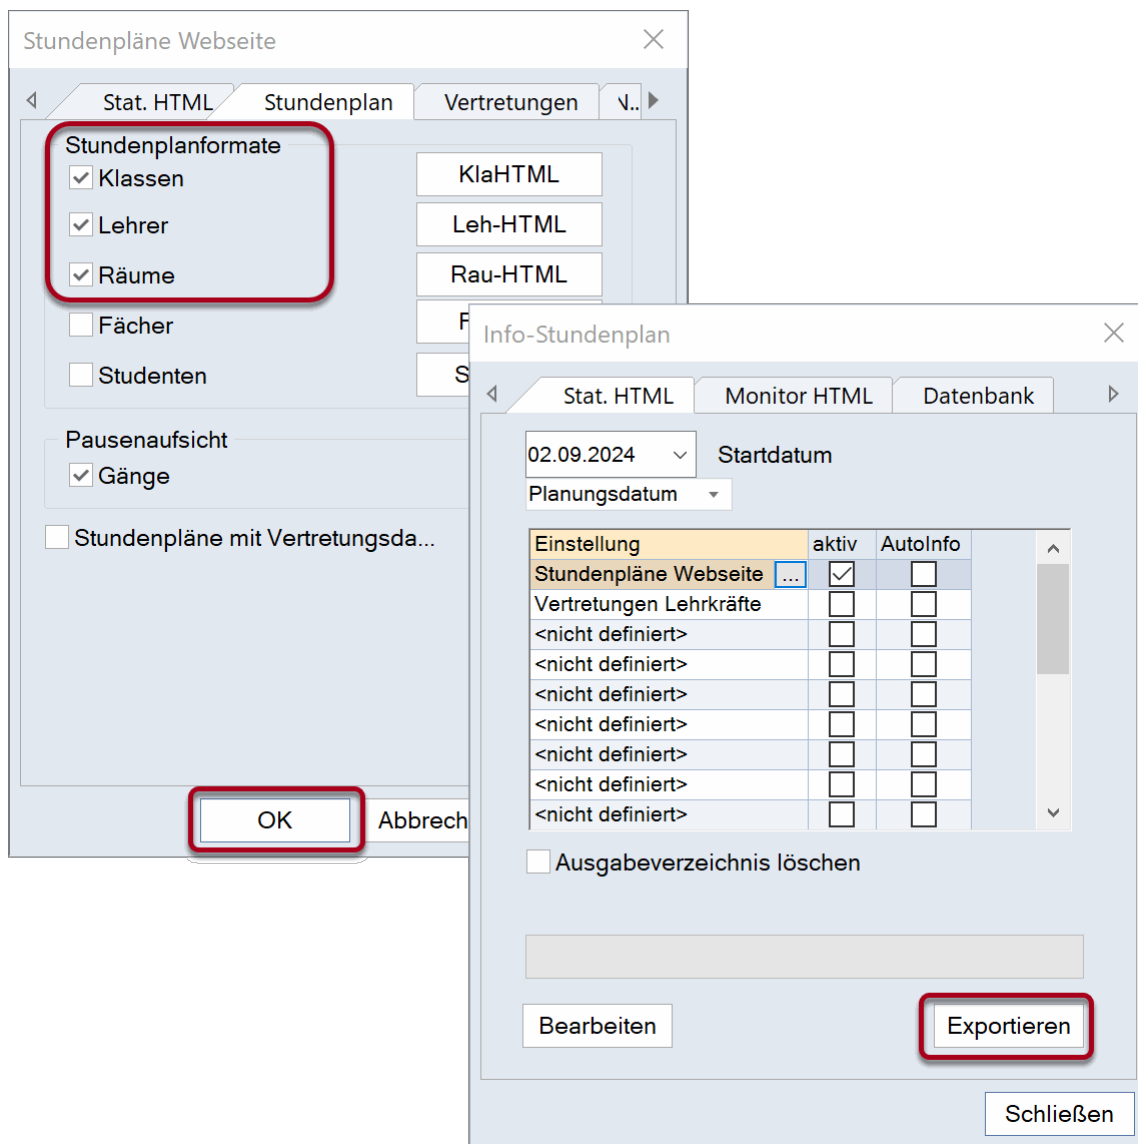 Stundenpläne Webseite
Stat. HTML Stundenplan Vertretungen
Stundenplanformate
Klassen KlaHTML
Lehrer Leh-HTML
Räume Rau-HTML
Fächer F
Studenten S
Pausenaufsicht
Gänge
Stundenpläne mit Vertretungsda...
OK Abbrech
Info-Stundenplan
Stat. HTML Monitor HTML Datenbank
02.09.2024 Startdatum
Planungsdatum
Einstellung aktiv AutoInfo
Stundenpläne Webseite ...
Vertretungen Lehrkräfte
<nicht definiert>
<nicht definiert>
<nicht definiert>
<nicht definiert>
<nicht definiert>
<nicht definiert>
<nicht definiert>
Ausgabeverzeichnis löschen
Bearbeiten Exportieren
Schließen